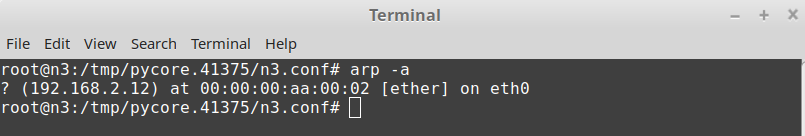 Terminal
File Edit View Search Terminal Help
root@n3:/tmp/pycore.41375/n3.conf# arp -a
? (192.168.2.12) at 00:00:00:aa:00:02 [ether] on eth0
root@n3:/tmp/pycore.41375/n3.conf#